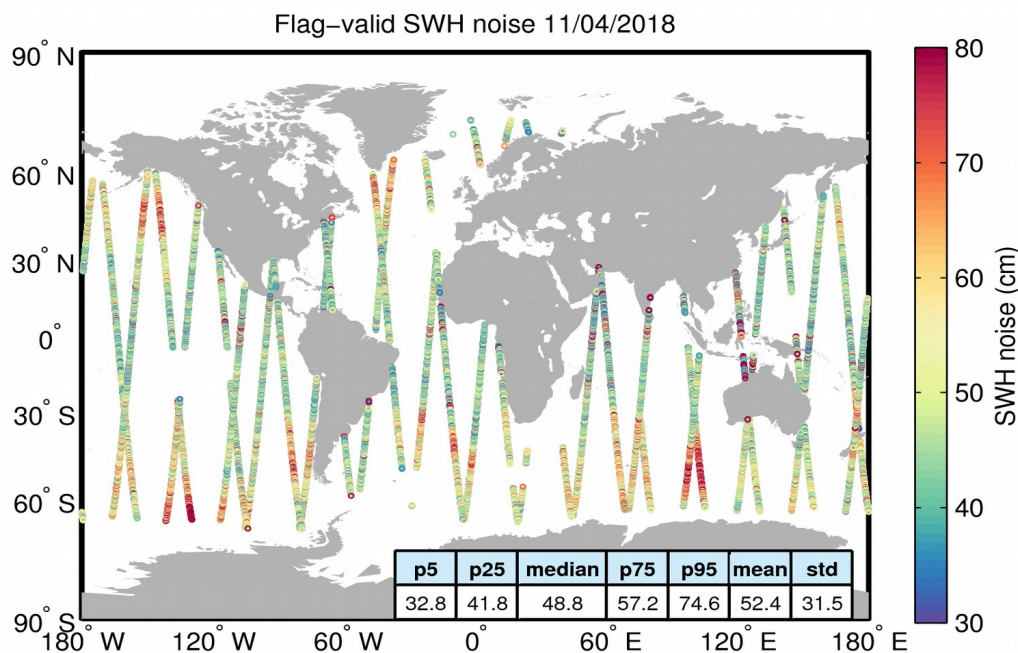 Flag−valid SWH noise 11/04/2018
90° N
60° N
30° N
0°
30° S
60° S
90° S
180° W
120° W
60° W
0°
60° E
120° E
180° E
80
70
60
50
40
30
SWH noise (cm)
p5 p25 median p75 p95 mean std
32.8 41.8 48.8 57.2 74.6 52.4 31.5